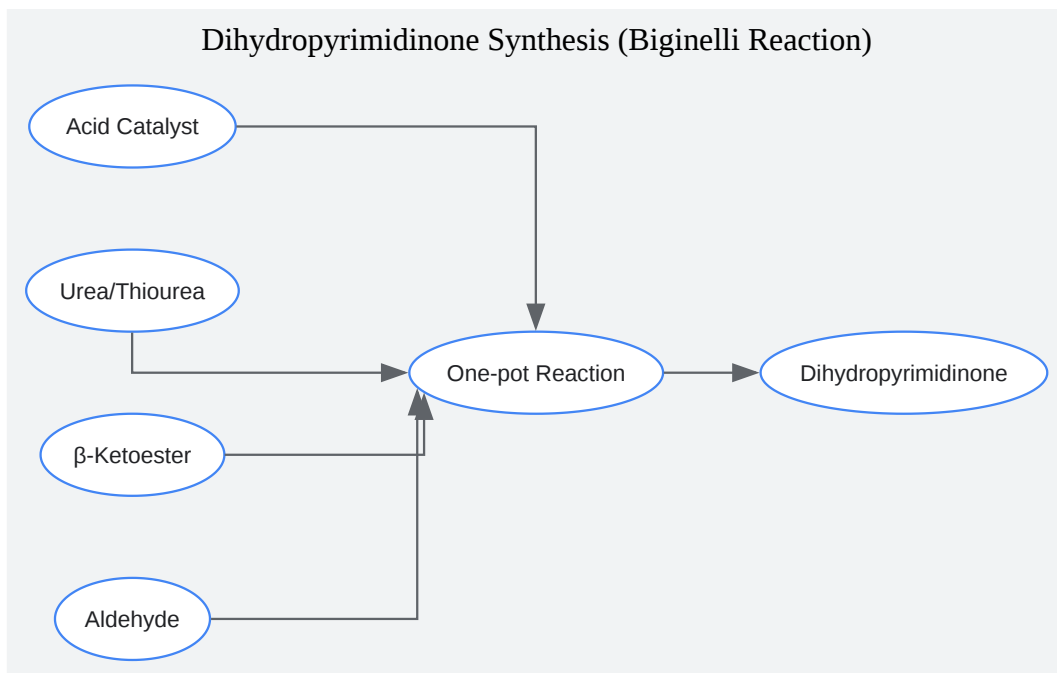 Dihydropyrimidinone Synthesis (Biginelli Reaction)
Acid Catalyst
Urea/Thiourea
One-pot Reaction
Dihydropyrimidinone
β-Ketoester
Aldehyde